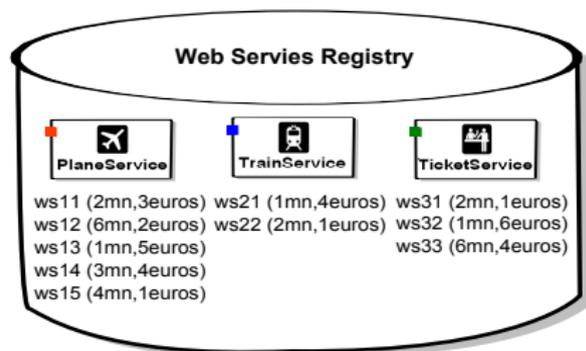 Web Servies Registry
PlaneService
TrainService
TicketService
ws11 (2mn,3euros) ws21 (1mn,4euros) ws31 (2mn,1euros)
ws12 (6mn,2euros) ws22 (2mn,1euros) ws32 (1mn,6euros)
ws13 (1mn,5euros) ws33 (6mn,4euros)
ws14 (3mn,4euros)
ws15 (4mn,1euros)